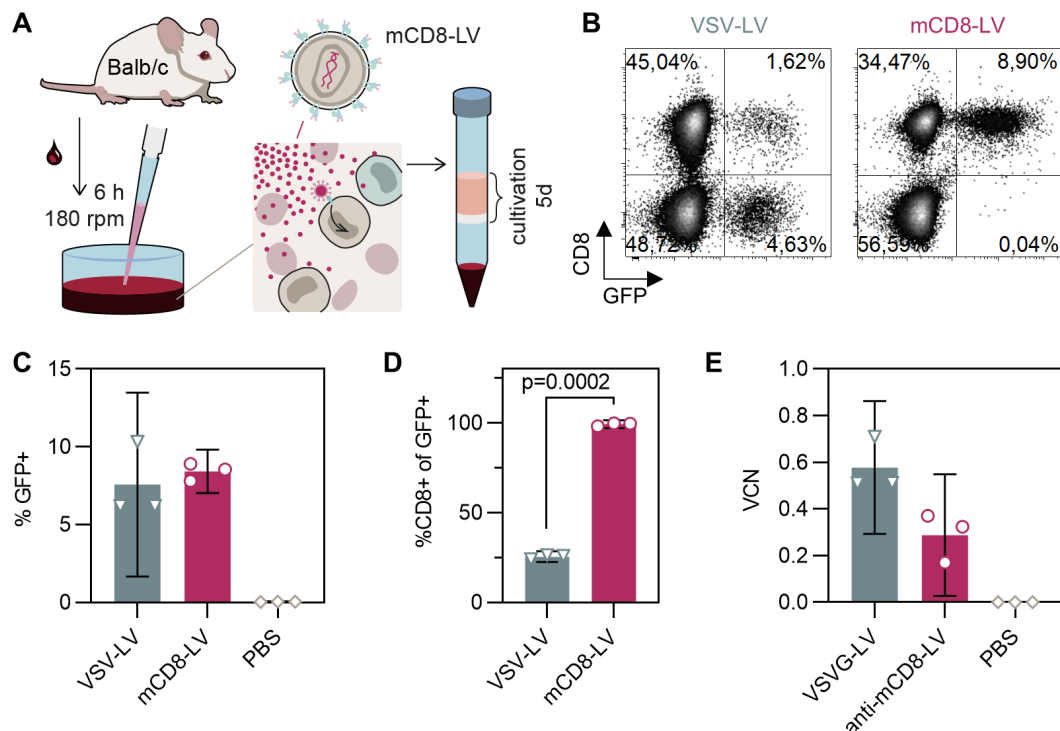 A
Balb/c
mCD8-LV
6 h
180 rpm
cultivation
5d
B
VSV-LV
mCD8-LV
45,04%
1,62%
34,47%
8,90%
48,72%
4,63%
56,59%
0,04%
CD8
GFP
C
% GFP+
15
10
5
0
VSV-LV
mCD8-LV
PBS
D
%CD8+ of GFP+
p=0.0002
100
50
0
VSV-LV
mCD8-LV
E
VCN
1.0
0.8
0.6
0.4
0.2
0.0
VSVG-LV
anti-mCD8-LV
PBS